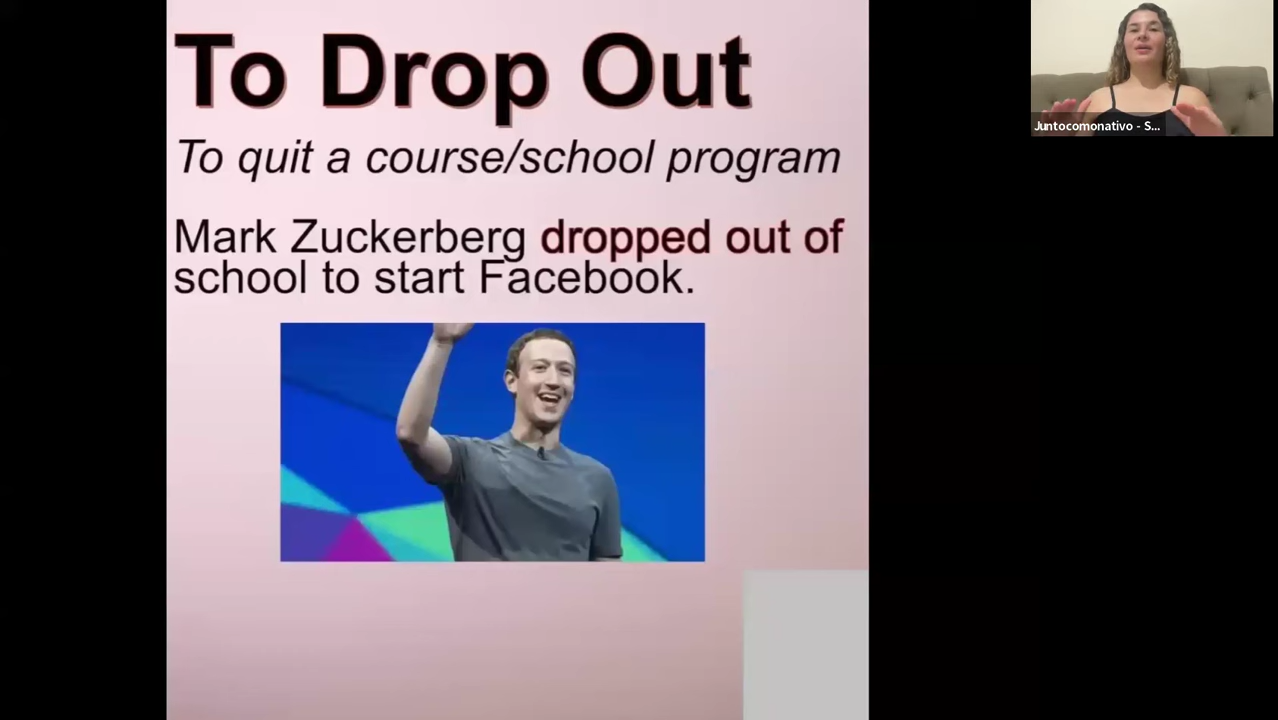 To Drop Out
To quit a course/school program
Mark Zuckerberg dropped out of
school to start Facebook.
Juntocomonativo - S...